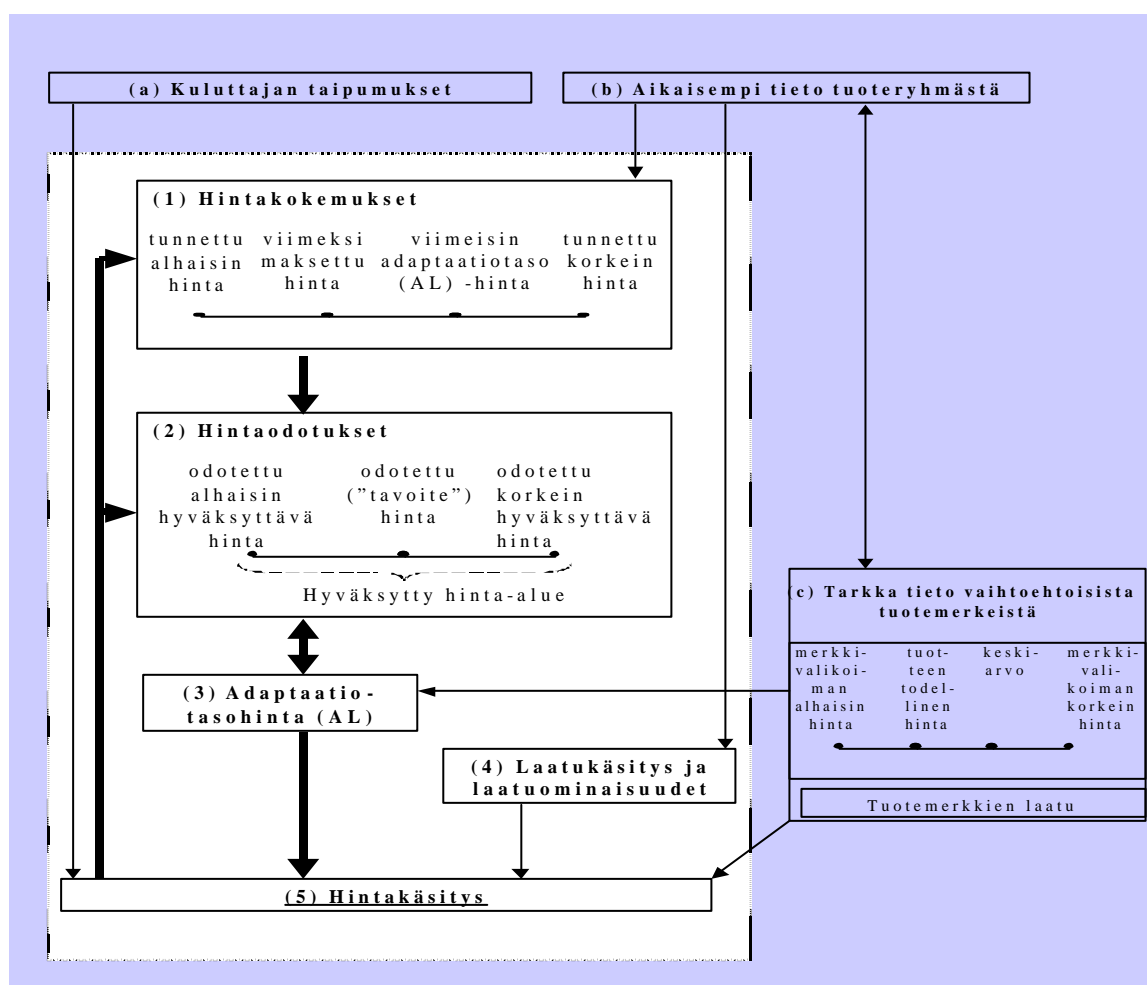 (a) Kuluttajan taipumukset
(b) Aikaisempi tieto tuoteryhmästä
(1) Hintakokemukset
tunnettu
alhaisin
hinta
viimeksi
maksettu
hinta
viimeisin
adaptaatiotaso
(AL) -hinta
tunnettu
korkein
hinta
(2) Hintaodotukset
odotettu
alhaisin
hyväksyttävä
hinta
odotettu
("tavoite")
hinta
odotettu
korkein
hyväksyttävä
hinta
Hyväksytty hinta-alue
(c) Tarkka tieto vaihtoehtoisista
tuotemerkeistä
merkki-
valikoi-
man
alhaisin
hinta
tuot-
teen
todel-
linen
hinta
keski-
arvo
merkki-
vali-
koiman
korkein
hinta
Tuotemerkkien laatu
(3) Adaptaatio-
tasohinta (AL)
(4) Laatukäsitys ja
laatuominaisuudet
(5) Hintakäsitys